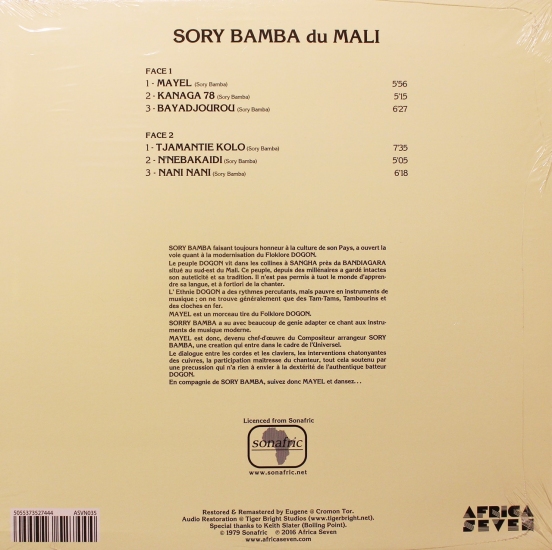 SORY BAMBA du MALI
FACE 1
1 - MAYEL (Sory Bamba) 5'56
2 - KANAGA 78 (Sory Bamba) 5'15
3 - BAYADJOUROU (Sory Bamba) 6'27
FACE 2
1 - TJAMANTIE KOLO (Sory Bamba) 7'35
2 - N'NEBAKAIDI (Sory Bamba) 5'05
3 - NANI NANI (Sory Bamba) 6'18
SORY BAMBA faisant toujours honneur à la culture de son Pays, a ouvert la
voie quant à la modernisation du Floklore DOGON.
Le peuple DOGON vit dans les collines à SANGHA près da BANDIAGARA
situé au sud-est du Mali. Ce peuple, depuis des millénaires a gardé intactes
son auteticité et sa tradition. Il n'est pas permis à tuot le monde d'appren-
dre sa langue, et à fortiori de la chanter.
L' Ethnie DOGON a des rythmes percutants, mais pauvre en instruments de
musique ; on ne trouve généralement que des Tam-Tams, Tambourins et
des cloches en fer.
MAYEL est un morceau tire du Folklore DOGON.
SORRY BAMBA a au avec beaucoup de genie adapter ce chant aux instru-
ments de musique moderne.
MAYEL est donc, devenu chef-d'œuvre du Compositeur arrangeur SORY
BAMBA, une creation qui entre dans le cadre de l'Universel.
Le dialogue entre les cordes et les claviers, les interventions chatonyantes
des cuivres, la participation maîtresse du chanteur, tout cela soutenu par
une precussion qui n'a rien à envier à la dextérité de l'authentique batteur
DOGON.
En compagnie de SORY BAMBA, suivez donc MAYEL et dansez...
Licenced from Sonafric
sonafric
www.sonafric.net
5055373527444 ASVN035
Restored & Remastered by Eugene @ Cromon Tor.
Audio Restoration @ Tiger Bright Studios (www.tigerbright.net).
Special thanks to Keith Slater (Boiling Point).
© 1979 Sonafric ℗ 2016 Africa Seven
www.africaseven.com
AFRICA
SEVEN